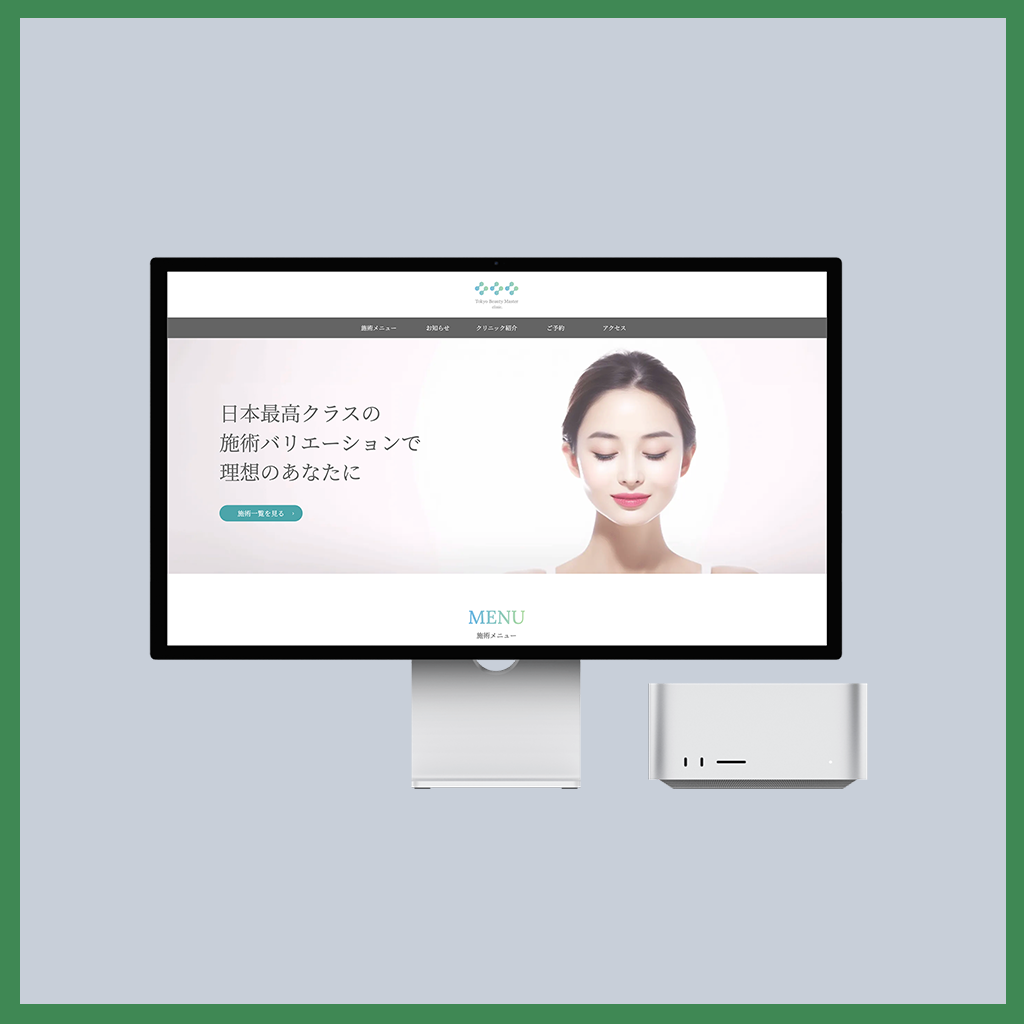 Tokyo Beauty Master
Clinic
施術メニュー
お知らせ
クリニック紹介
ご予約
アクセス
日本最高クラスの
施術バリエーションで
理想のあなたに
施術一覧を見る ›
MENU
施術メニュー